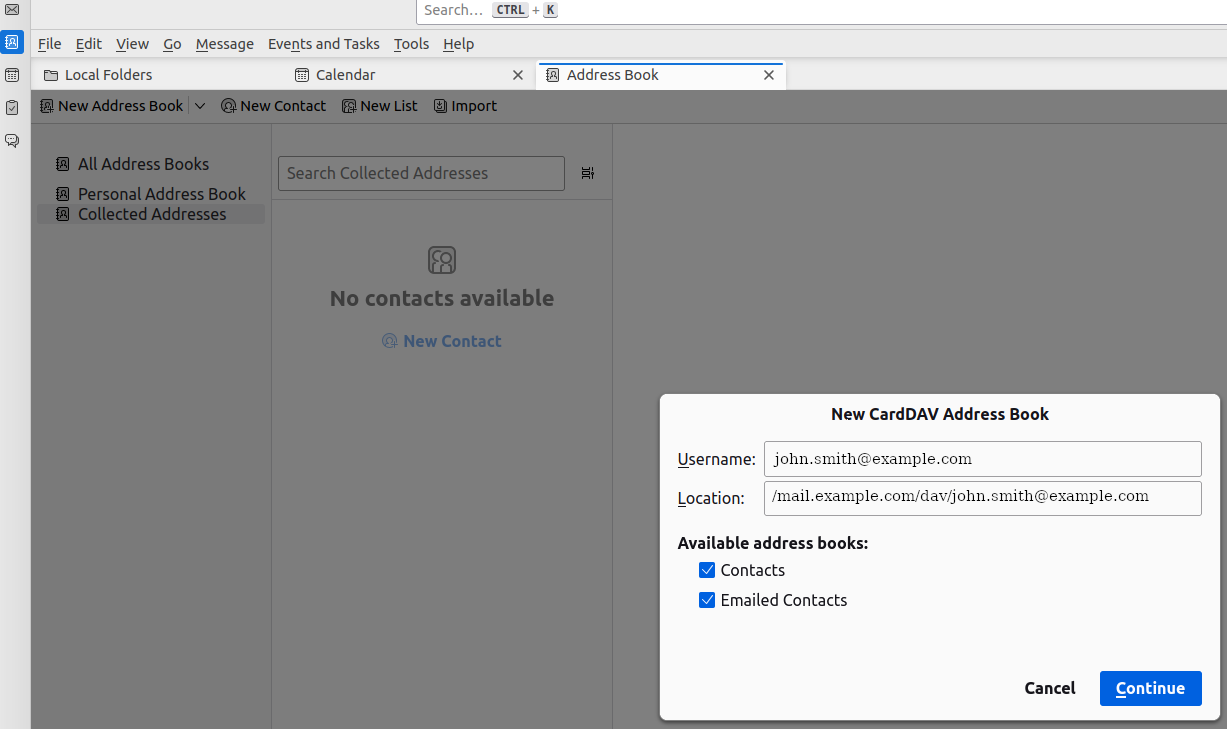 Search... CTRL + K
File Edit View Go Message Events and Tasks Tools Help
Local Folders Calendar Address Book
New Address Book New Contact New List Import
All Address Books
Personal Address Book
Collected Addresses
Search Collected Addresses
No contacts available
New Contact
New CardDAV Address Book
Username: john.smith@example.com
Location: /mail.example.com/dav/john.smith@example.com
Available address books:
Contacts
Emailed Contacts
Cancel Continue